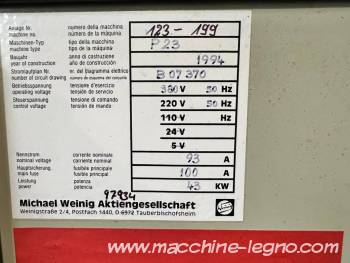 Anlage Nr. numero della macchina 123-199
machine no. número de la máquina
Maschinen-Typ tipo della macchina P 23
machine type tipo de la máquina
Baujahr anno di costruzione 1994
year of construction año de construcción
Stromlaufplan Nr. nr. del diagramma elettrico B 07 370
number of circuit drawing número de esquema
Betriebsspannung tensione d'esercizio 380 V 50 Hz
operating voltage tensión de servicio
Steuerspannung tensione di comando 220 V 50 Hz
control voltage tensión de mando
110 V Hz
24 V
5 V
Nennstrom corrente nominale 93 A
nominal voltage corriente nominal
Hauptsicherung fusibile principale 100 A
main fuse fusible principal
Leistung potenza 43 KW
power potencia
97934
Michael Weinig Aktiengesellschaft
Weinigstraße 2/4, Postfach 1440, D-6972 Tauberbischofsheim
www.macchine-legno.com